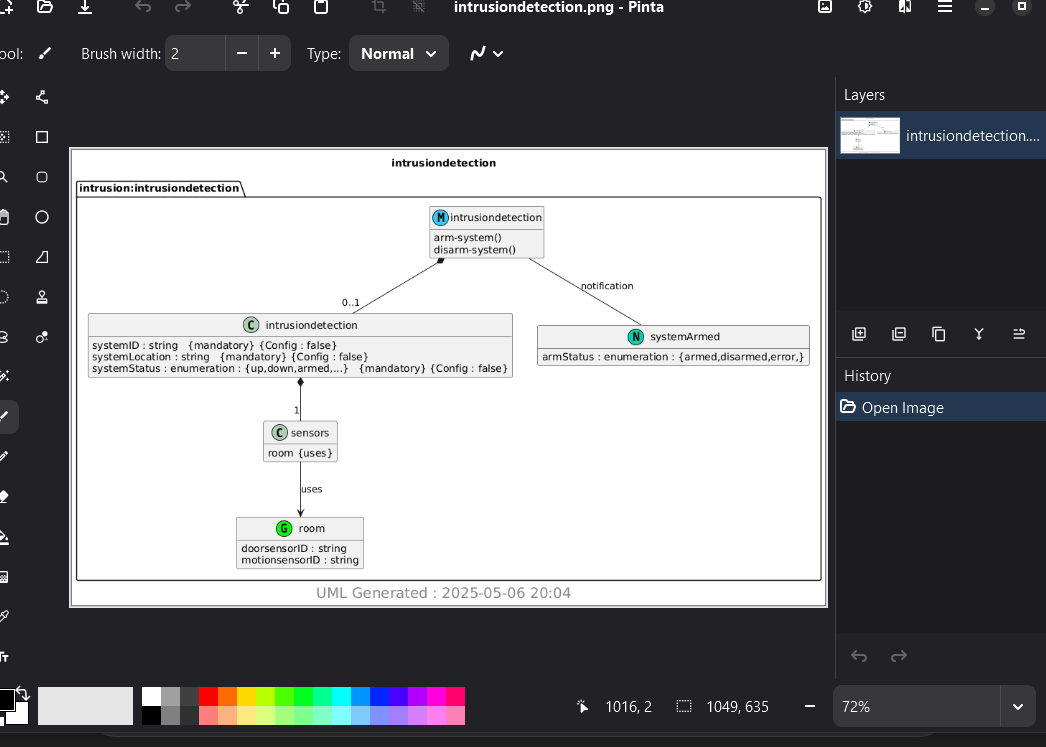 intrusiondetection.png - Pinta
ool:
Brush width: 2
Type: Normal
Layers
intrusiondetection....
intrusiondetection
intrusion:intrusiondetection
M intrusiondetection
arm-system()
disarm-system()
notification
0..1
C intrusiondetection
systemID : string {mandatory} {Config : false}
systemLocation : string {mandatory} {Config : false}
systemStatus : enumeration : {up,down,armed,...} {mandatory} {Config : false}
N systemArmed
armStatus : enumeration : {armed,disarmed,error,}
1
C sensors
room {uses}
uses
G room
doorsensorID : string
motionsensorID : string
UML Generated : 2025-05-06 20:04
History
Open Image
1016, 2
1049, 635
72%